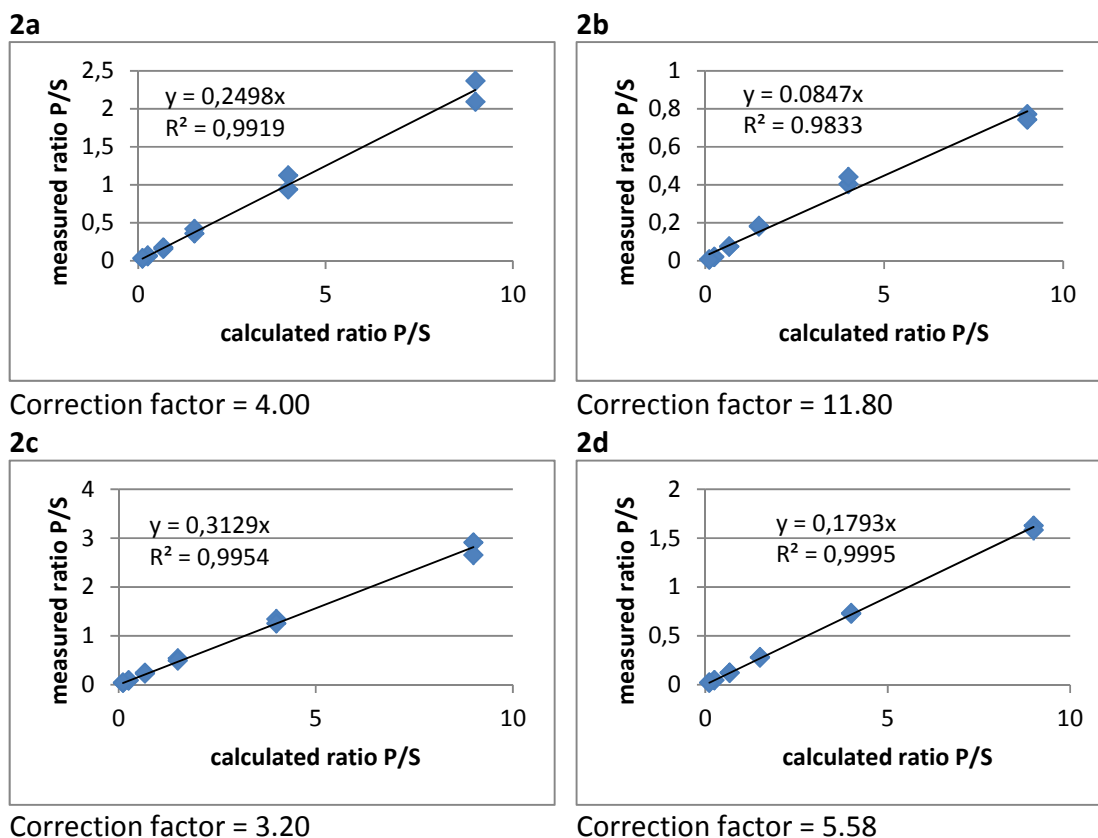 2a
measured ratio P/S
2,5
2
1,5
1
0,5
0
y = 0,2498x
R² = 0,9919
0
5
10
calculated ratio P/S
Correction factor = 4.00
2b
measured ratio P/S
1
0,8
0,6
0,4
0,2
0
y = 0.0847x
R² = 0.9833
0
5
10
calculated ratio P/S
Correction factor = 11.80
2c
measured ratio P/S
4
3
2
1
0
y = 0,3129x
R² = 0,9954
0
5
10
calculated ratio P/S
Correction factor = 3.20
2d
measured ratio P/S
2
1,5
1
0,5
0
y = 0,1793x
R² = 0,9995
0
5
10
calculated ratio P/S
Correction factor = 5.58